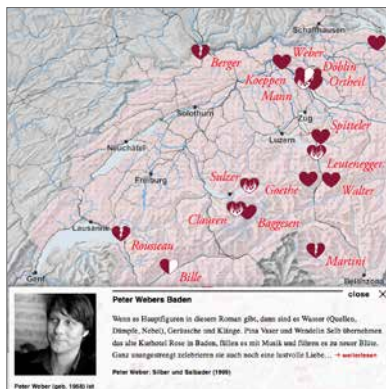 Schaffhausen
Weber
Berger
Döblin
Koeppen
Ortheil
Mann
Solothurn
Zug
Spitteler
Luzern
Neuchâtel
Leutenegger
Sulzer
Freiburg
Goethe
Walter
Clauren
Baggesen
Lausanne
Rousseau
Martini
Bille
Genf
Bellinzona
close X
Peter Webers Baden
Wenn es Hauptfiguren in diesem Roman gibt, dann sind es Wasser (Quellen,
Dämpfe, Nebel), Geräusche und Klänge. Pina Vaser und Wendelin Selb übernehmen
das alte Kurhotel Rose in Baden, füllen es mit Musik und führen es zu neuer Blüte.
Ganz unangestrengt zelebrieren sie auch noch eine lustvolle Liebe... → weiterlesen
Peter Weber: Silber und Salbader (1999)
Peter Weber (geb. 1968) ist